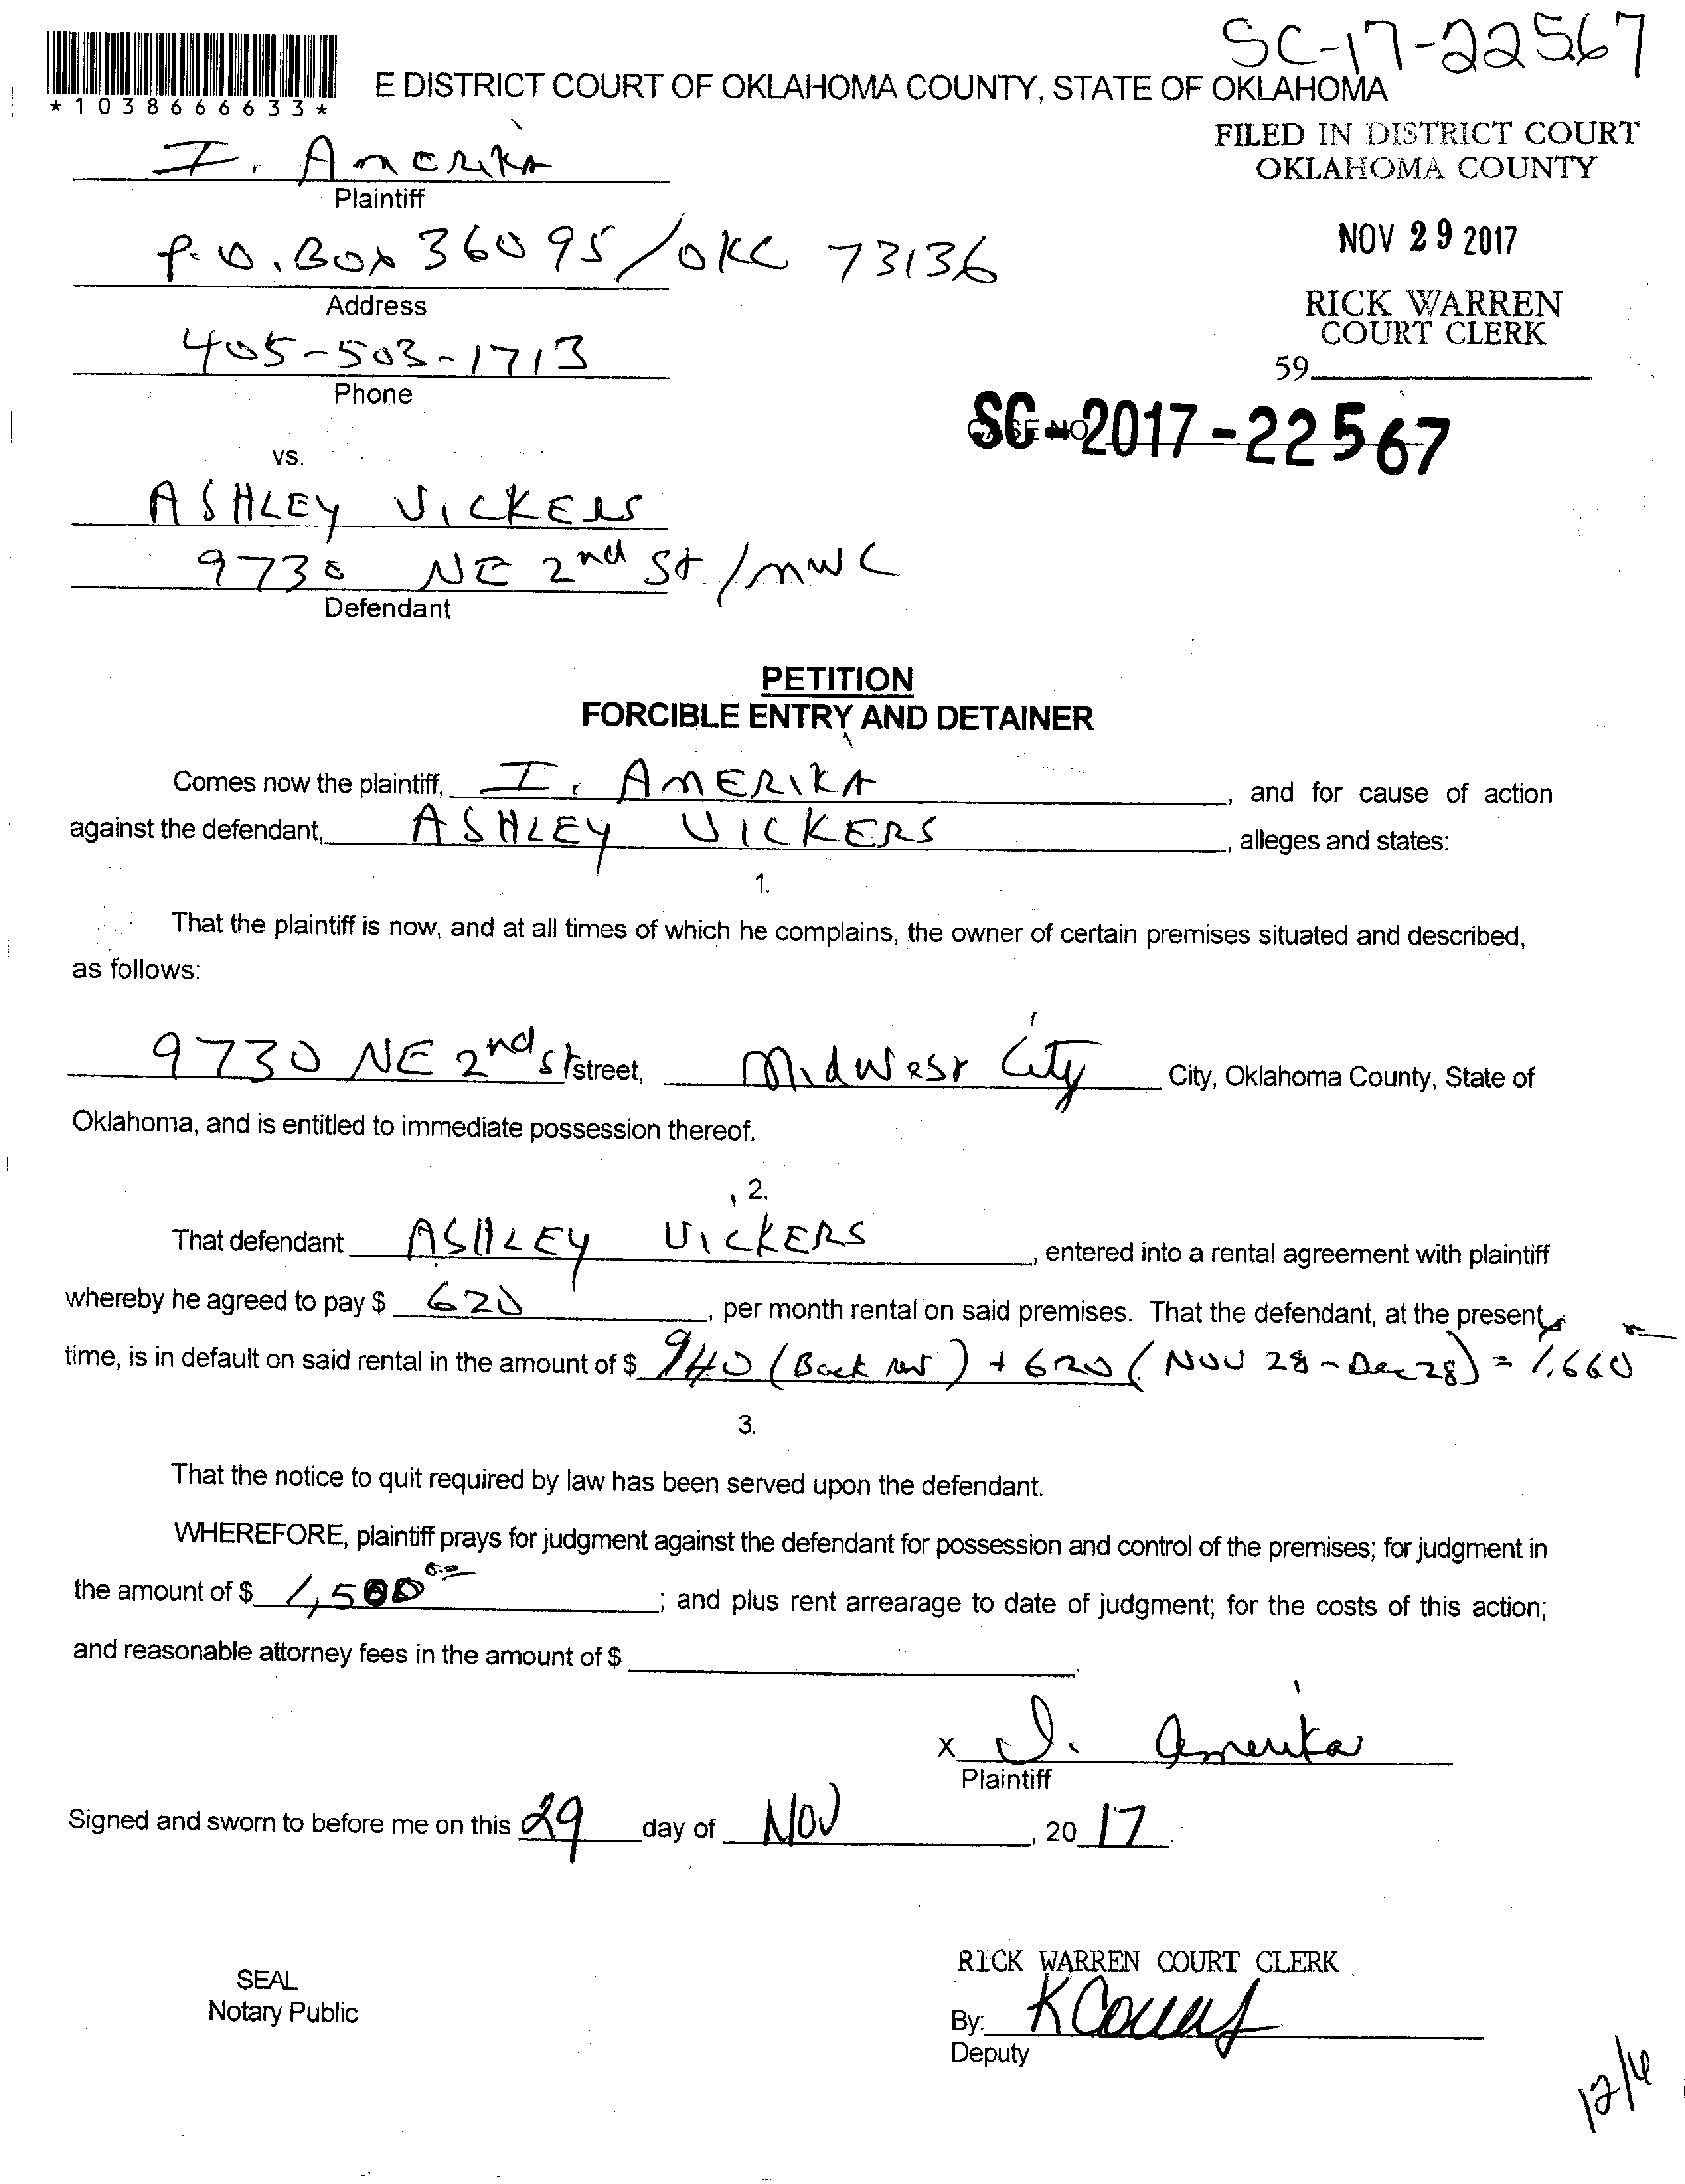 SC-17-22567
*1038666633*
E DISTRICT COURT OF OKLAHOMA COUNTY, STATE OF OKLAHOMA
FILED IN DISTRICT COURT
OKLAHOMA COUNTY
I. AmERiKA
Plaintiff
NOV 29 2017
P.O. Box 36095/OKC 73136
Address
RICK WARREN
COURT CLERK
405-503-1713
Phone
59
SC-2017-22567
vs.
ASHLEY VICKERS
9730 NE 2nd St./MWC
Defendant
PETITION
FORCIBLE ENTRY AND DETAINER
Comes now the plaintiff, I. AMERIKA, and for cause of action
against the defendant, ASHLEY VICKERS, alleges and states:
1.
That the plaintiff is now, and at all times of which he complains, the owner of certain premises situated and described,
as follows:
9730 NE 2nd St street, Midwest City City, Oklahoma County, State of
Oklahoma, and is entitled to immediate possession thereof.
2.
That defendant ASHLEY VICKERS, entered into a rental agreement with plaintiff
whereby he agreed to pay $ 620, per month rental on said premises. That the defendant, at the present
time, is in default on said rental in the amount of $ 940 (Back rent) + 620 (NOV 28-Dec 28) = 1,660
3.
That the notice to quit required by law has been served upon the defendant.
WHEREFORE, plaintiff prays for judgment against the defendant for possession and control of the premises; for judgment in
the amount of $ 1,500; and plus rent arrearage to date of judgment; for the costs of this action;
and reasonable attorney fees in the amount of $
x I. Amerika
Plaintiff
Signed and sworn to before me on this 29 day of Nov, 20 17
RICK WARREN COURT CLERK
SEAL
Notary Public
By:
Deputy